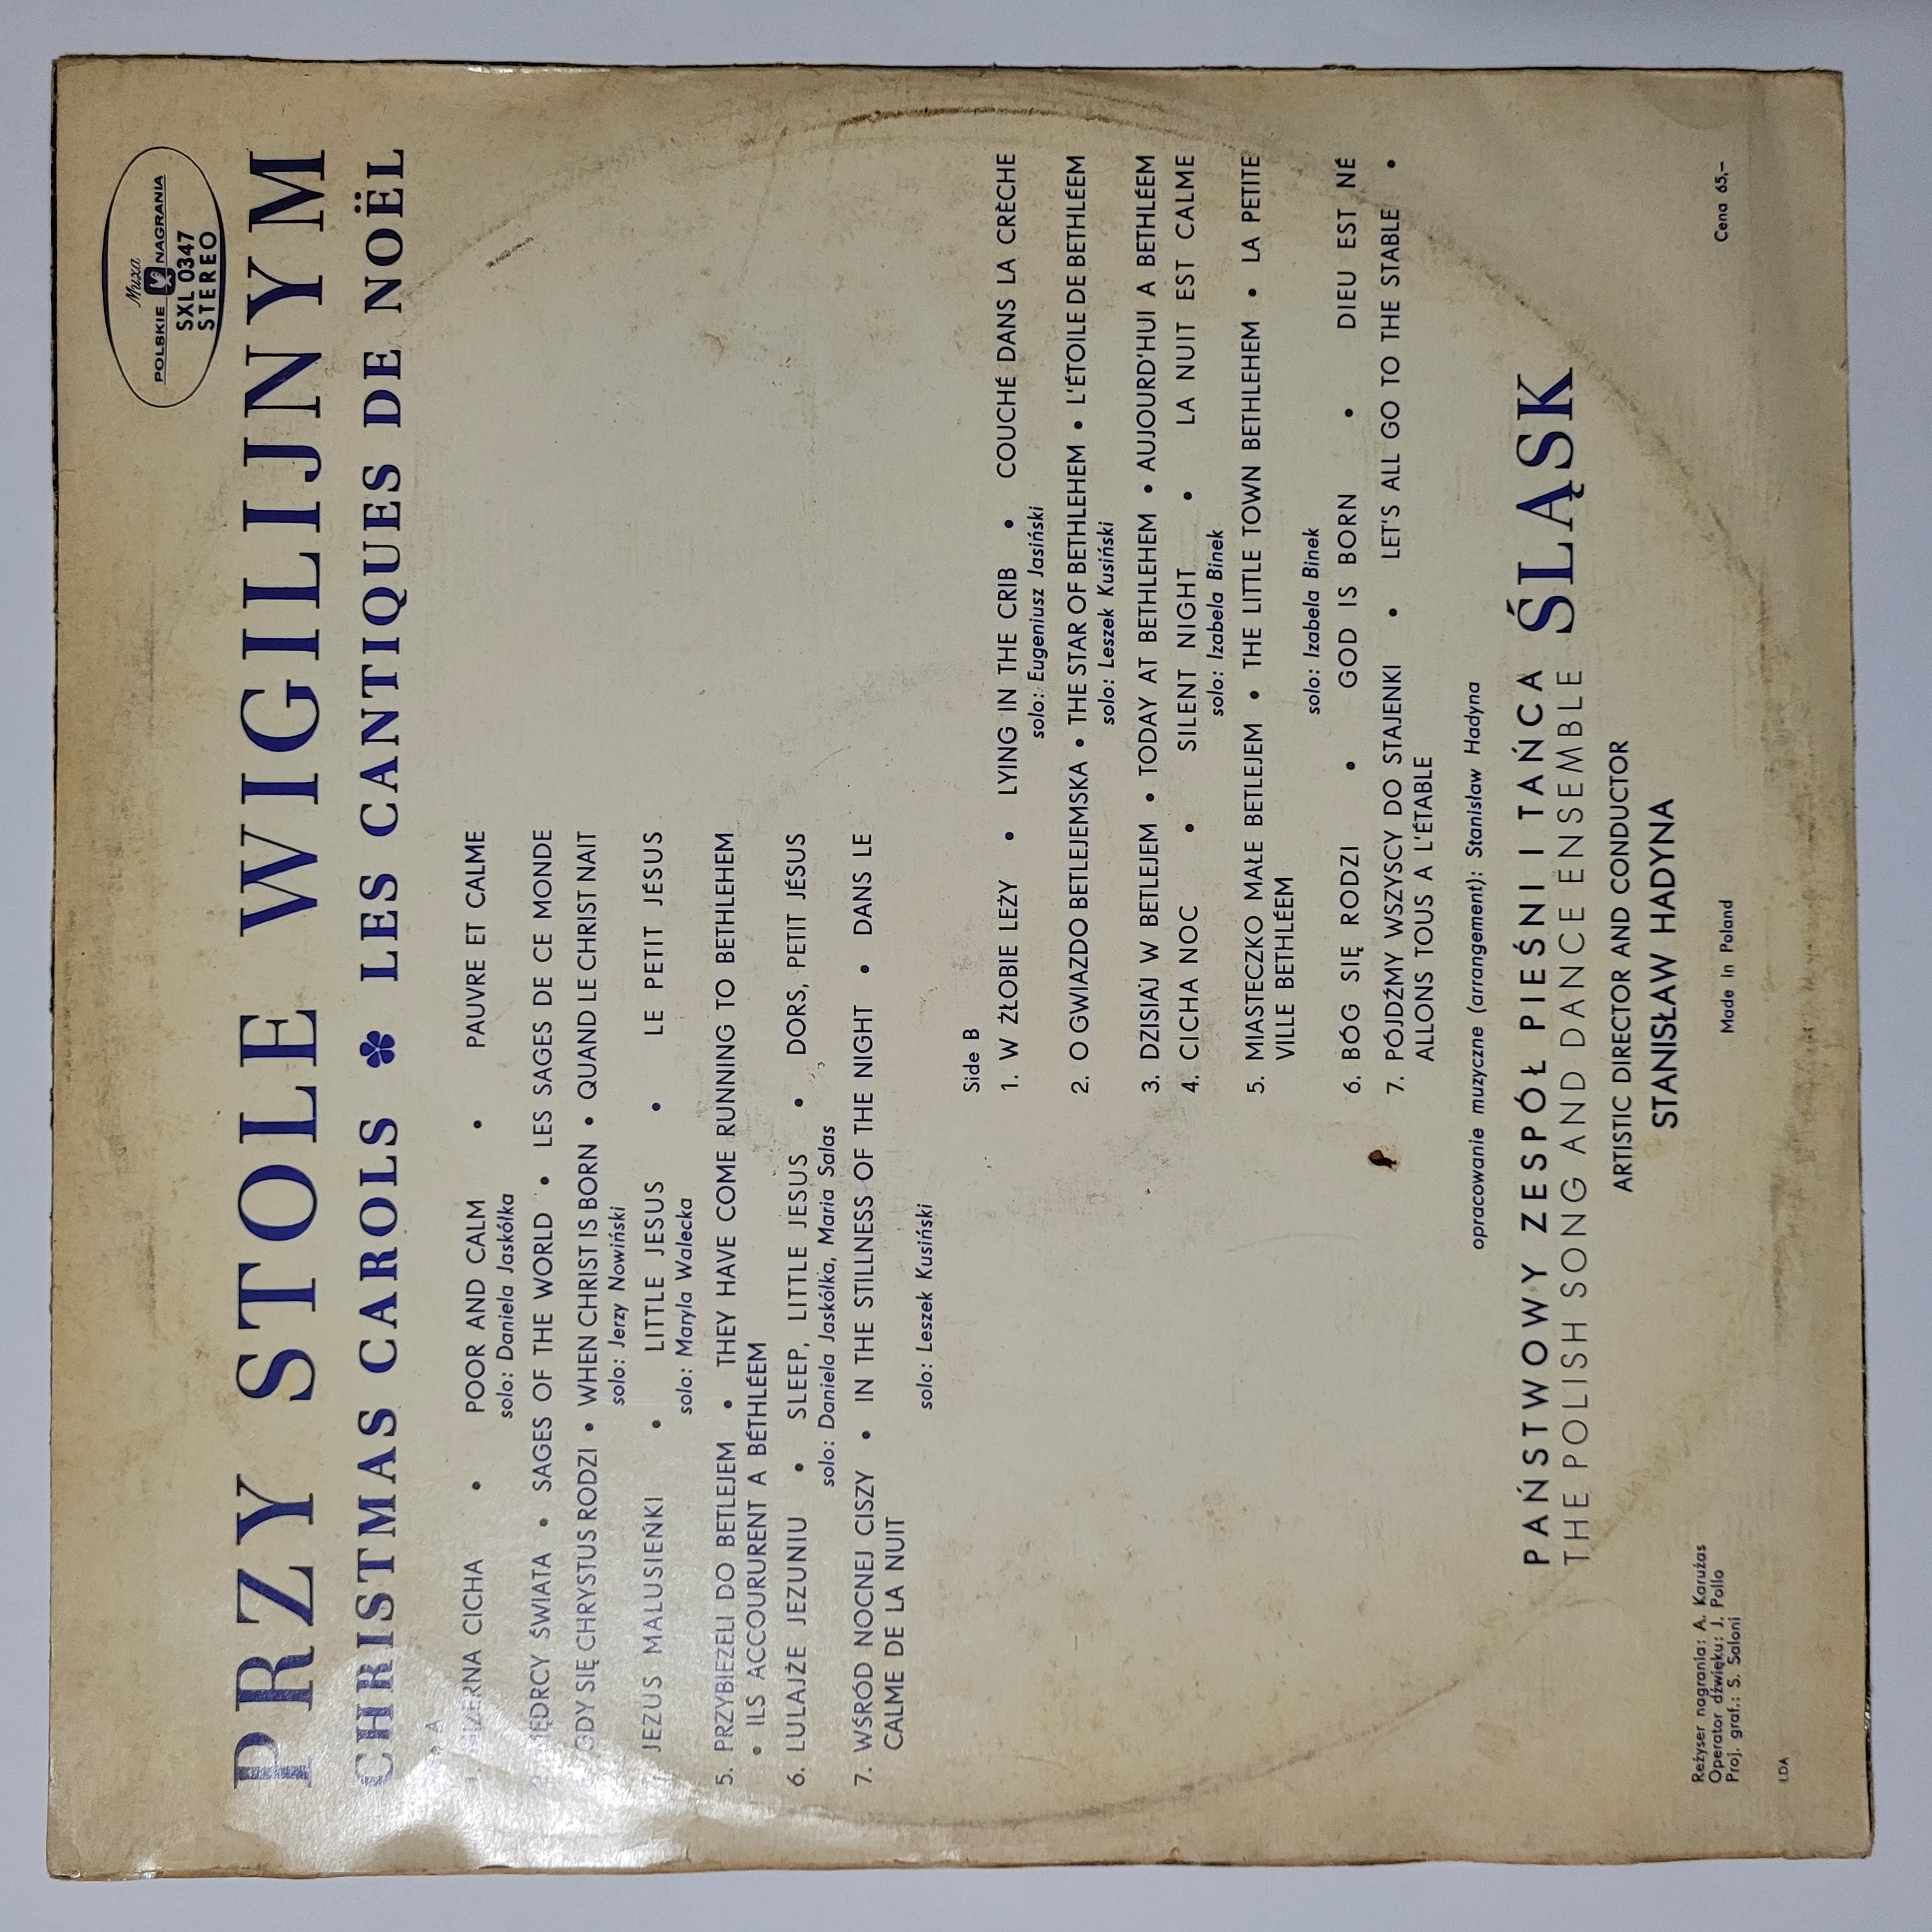 Muza
POLSKIE NAGRANIA
SXL 0347
STEREO
PRZY STOLE WIGILIJNYM
CHRISTMAS CAROLS ✽ LES CANTIQUES DE NOËL
A
CICHA • POOR AND CALM • PAUVRE ET CALME
solo: Daniela Jaskółka
ŚWIATA • SAGES OF THE WORLD • LES SAGES DE CE MONDE
GDY SIĘ CHRYSTUS RODZI • WHEN CHRIST IS BORN • QUAND LE CHRIST NAIT
solo: Jerzy Nowiński
JEZUS MALUSIEŃKI • LITTLE JESUS • LE PETIT JÉSUS
solo: Maryla Walecka
5. PRZYBIEŻELI DO BETLEJEM • THEY HAVE COME RUNNING TO BETHLEHEM
• ILS ACCOURURENT A BÉTHLÉEM
6. LULAJŻE JEZUNIU • SLEEP, LITTLE JESUS • DORS, PETIT JÉSUS
solo: Daniela Jaskółka, Maria Salas
7. WŚRÓD NOCNEJ CISZY • IN THE STILLNESS OF THE NIGHT • DANS LE
CALME DE LA NUIT
solo: Leszek Kusiński
Side B
1. W ŻŁOBIE LEŻY • LYING IN THE CRIB • COUCHÉ DANS LA CRÈCHE
solo: Eugeniusz Jasiński
2. O GWIAZDO BETLEJEMSKA • THE STAR OF BETHLEHEM • L'ÉTOILE DE BETHLÉEM
solo: Leszek Kusiński
3. DZISIAJ W BETLEJEM • TODAY AT BETHLEHEM • AUJOURD'HUI A BETHLÉEM
4. CICHA NOC • SILENT NIGHT • LA NUIT EST CALME
solo: Izabela Binek
5. MIASTECZKO MAŁE BETLEJEM • THE LITTLE TOWN BETHLEHEM • LA PETITE
VILLE BETHLÉEM
solo: Izabela Binek
6. BÓG SIĘ RODZI • GOD IS BORN • DIEU EST NÉ
7. PÓJDŹMY WSZYSCY DO STAJENKI • LET'S ALL GO TO THE STABLE •
ALLONS TOUS A L'ÉTABLE
opracowanie muzyczne (arrangement): Stanisław Hadyna
PAŃSTWOWY ZESPÓŁ PIEŚNI I TAŃCA ŚLĄSK
THE POLISH SONG AND DANCE ENSEMBLE
ARTISTIC DIRECTOR AND CONDUCTOR
STANISŁAW HADYNA
Reżyser nagrania: A. Karużas
Operator dźwięku: J. Pollo
Proj. graf.: S. Saloni
Made in Poland
Cena 65,–
ŁDA